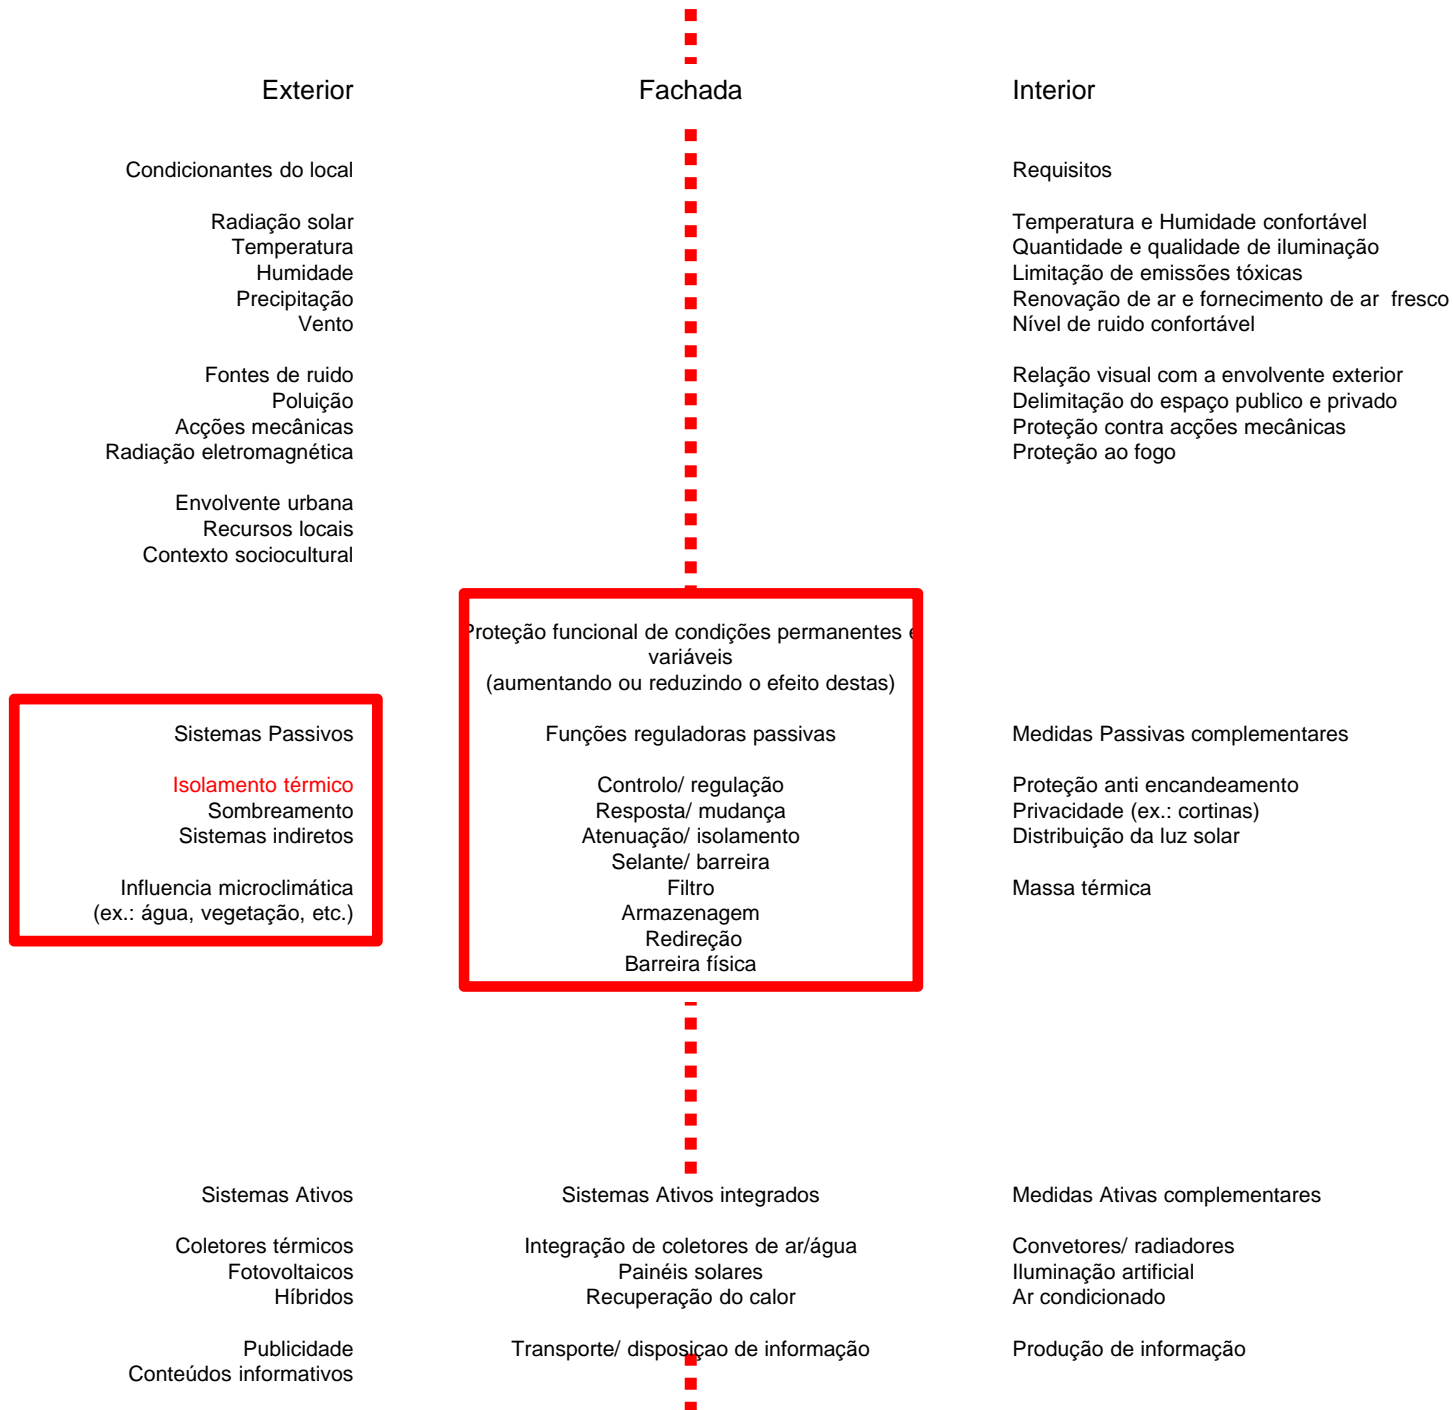 Exterior
Fachada
Interior
Condicionantes do local
Requisitos
Radiação solar
Temperatura
Humidade
Precipitação
Vento
Temperatura e Humidade confortável
Quantidade e qualidade de iluminação
Limitação de emissões tóxicas
Renovação de ar e fornecimento de ar fresco
Nível de ruido confortável
Fontes de ruido
Poluição
Acções mecânicas
Radiação eletromagnética
Relação visual com a envolvente exterior
Delimitação do espaço publico e privado
Proteção contra acções mecânicas
Proteção ao fogo
Envolvente urbana
Recursos locais
Contexto sociocultural
Proteção funcional de condições permanentes e
variáveis
(aumentando ou reduzindo o efeito destas)
Sistemas Passivos
Isolamento térmico
Sombreamento
Sistemas indiretos
Influencia microclimática
(ex.: água, vegetação, etc.)
Funções reguladoras passivas
Controlo/ regulação
Resposta/ mudança
Atenuação/ isolamento
Selante/ barreira
Filtro
Armazenagem
Redireção
Barreira física
Medidas Passivas complementares
Proteção anti encandeamento
Privacidade (ex.: cortinas)
Distribuição da luz solar
Massa térmica
Sistemas Ativos
Coletores térmicos
Fotovoltaicos
Híbridos
Publicidade
Conteúdos informativos
Sistemas Ativos integrados
Integração de coletores de ar/água
Painéis solares
Recuperação do calor
Transporte/ disposiçao de informação
Medidas Ativas complementares
Convetores/ radiadores
Iluminação artificial
Ar condicionado
Produção de informação